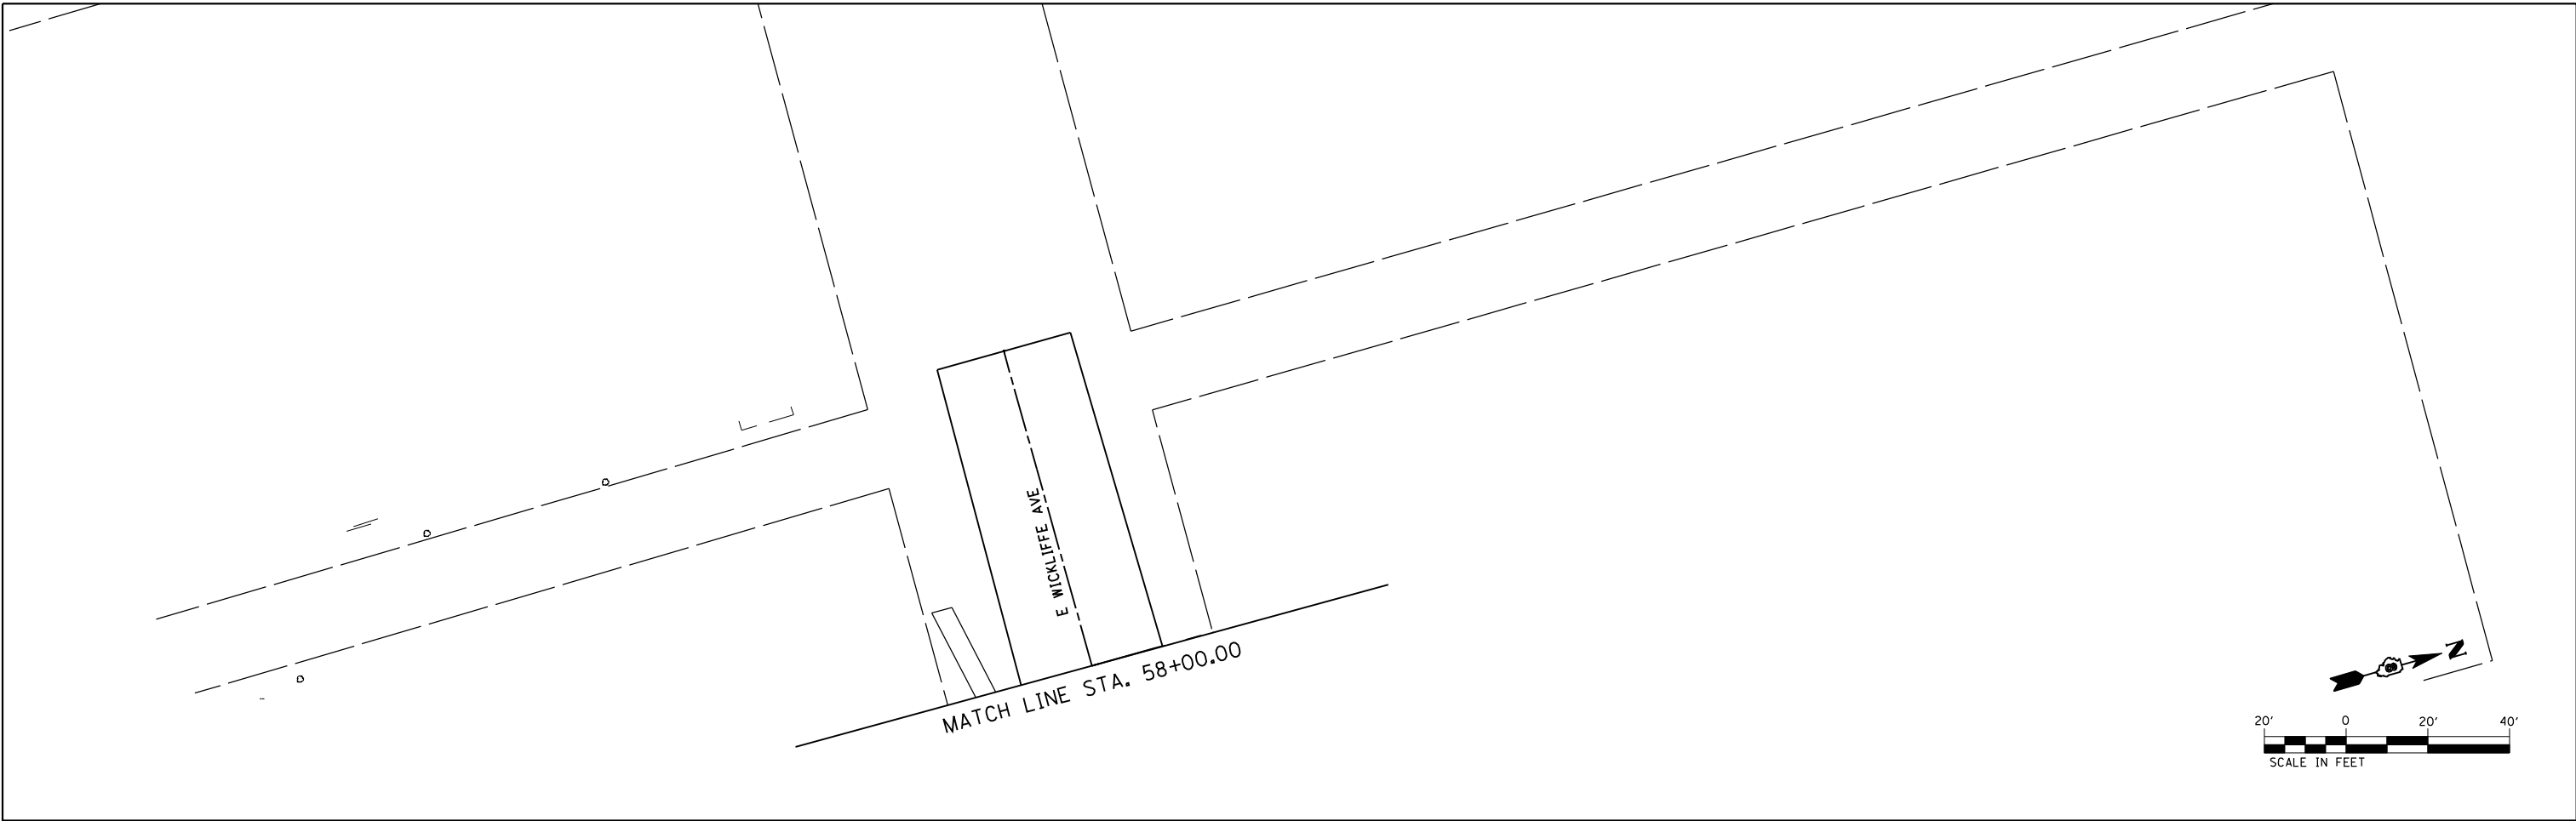 E WICKLIFFE AVE
MATCH LINE STA. 58+00.00
N
20' 0 20' 40'
SCALE IN FEET